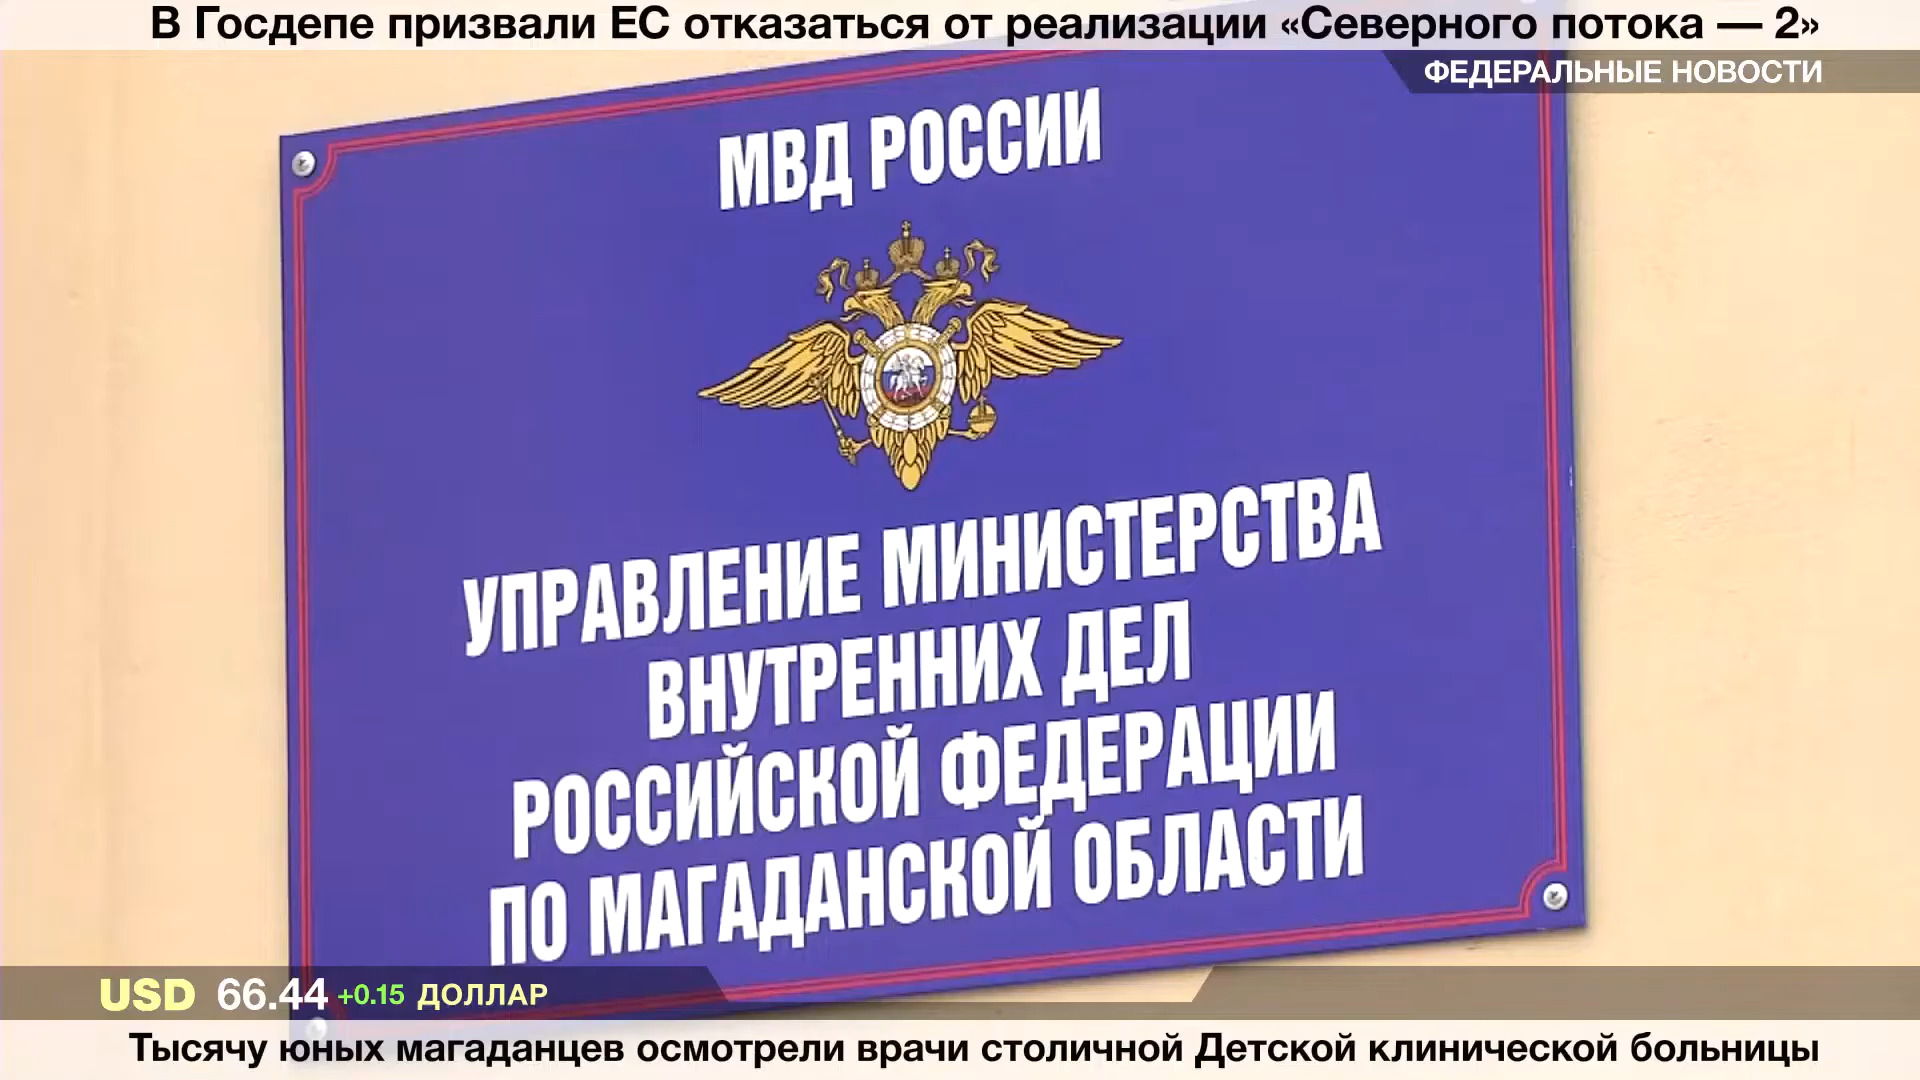 В Госдепе призвали ЕС отказаться от реализации «Северного потока — 2»
ФЕДЕРАЛЬНЫЕ НОВОСТИ
МВД РОССИИ
УПРАВЛЕНИЕ МИНИСТЕРСТВА
ВНУТРЕННИХ ДЕЛ
РОССИЙСКОЙ ФЕДЕРАЦИИ
ПО МАГАДАНСКОЙ ОБЛАСТИ
USD 66.44 +0.15 ДОЛЛАР
Тысячу юных магаданцев осмотрели врачи столичной Детской клинической больницы